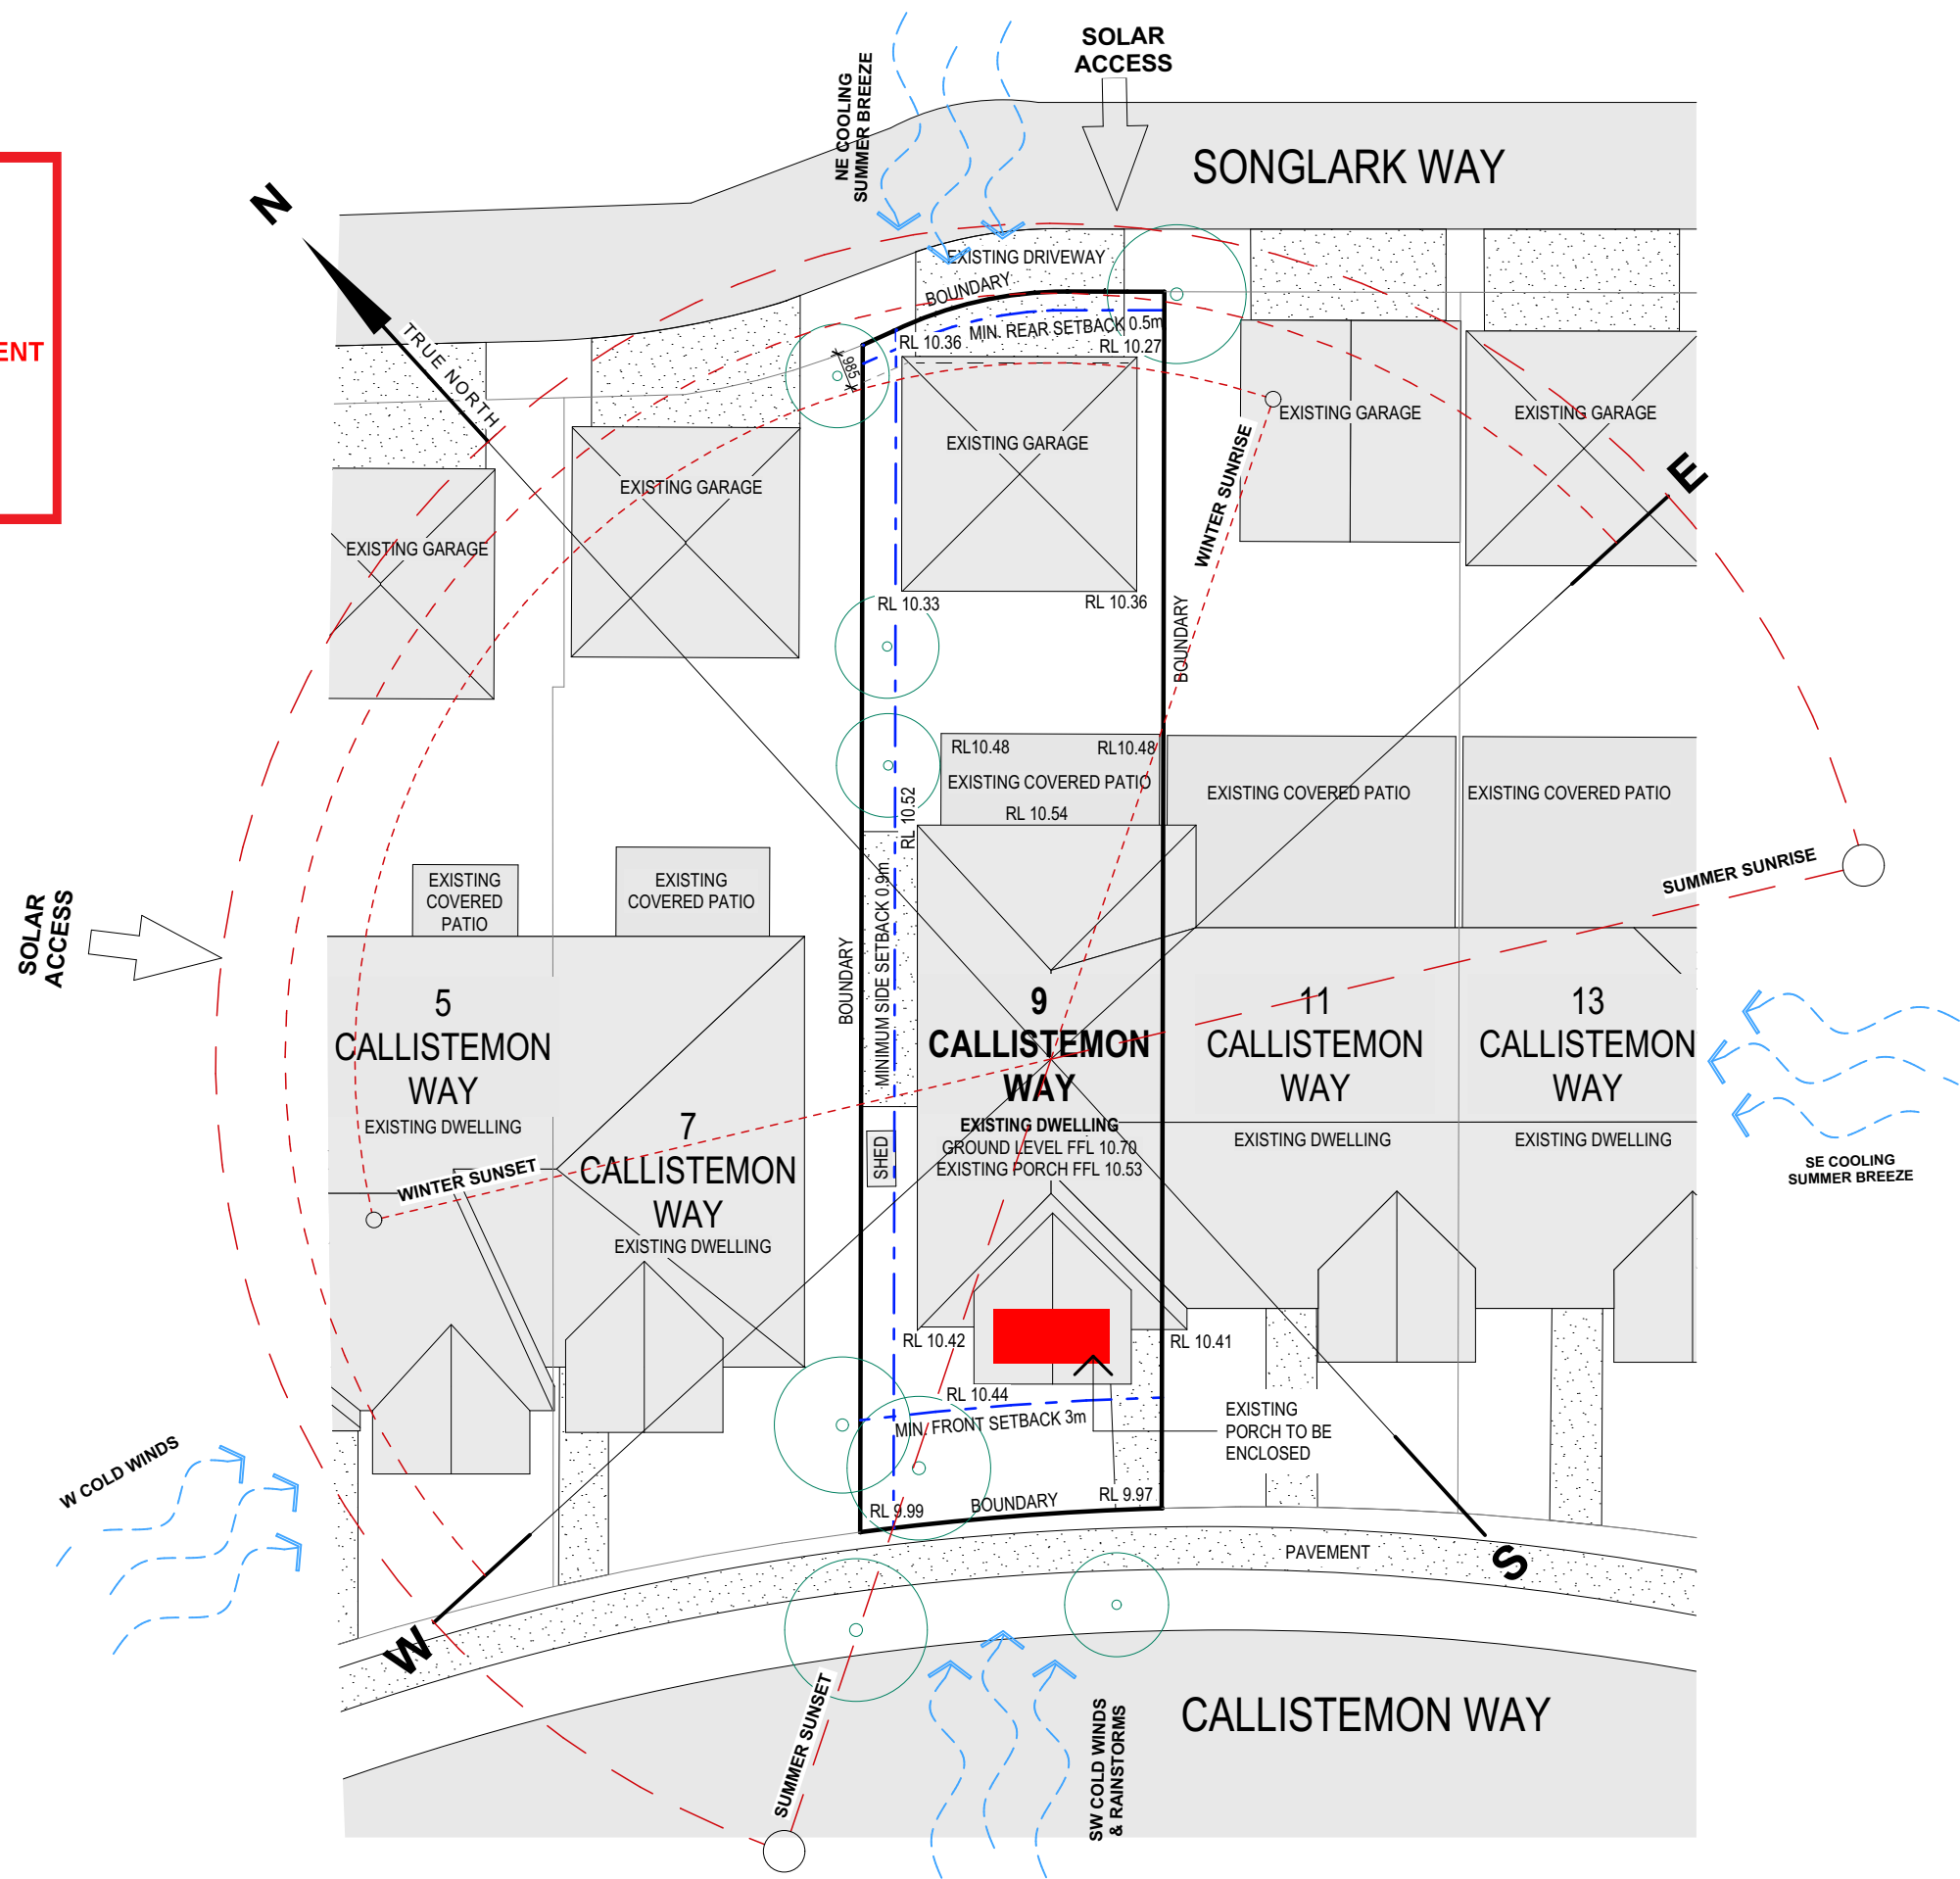 SOLAR
ACCESS
NE COOLING
SUMMER BREEZE
SONGLARK WAY
N
TRUE NORTH
ENT
EXISTING DRIVEWAY
BOUNDARY
MIN. REAR SETBACK 0.5m
RL 10.36
RL 10.27
985
EXISTING GARAGE
EXISTING GARAGE
EXISTING GARAGE
EXISTING GARAGE
EXISTING GARAGE
WINTER SUNRISE
E
RL 10.33
RL 10.36
BOUNDARY
RL10.48
RL10.48
EXISTING COVERED PATIO
RL 10.54
RL 10.52
EXISTING COVERED PATIO
EXISTING COVERED PATIO
SUMMER SUNRISE
EXISTING
COVERED
PATIO
EXISTING
COVERED PATIO
SOLAR
ACCESS
BOUNDARY
MINIMUM SIDE SETBACK 0.9m
5
CALLISTEMON
WAY
EXISTING DWELLING
7
CALLISTEMON
WAY
EXISTING DWELLING
9
CALLISTEMON
WAY
EXISTING DWELLING
GROUND LEVEL FFL 10.70
EXISTING PORCH FFL 10.53
11
CALLISTEMON
WAY
EXISTING DWELLING
13
CALLISTEMON
WAY
EXISTING DWELLING
SHED
WINTER SUNSET
SE COOLING
SUMMER BREEZE
RL 10.42
RL 10.41
RL 10.44
MIN. FRONT SETBACK 3m
EXISTING
PORCH TO BE
ENCLOSED
W COLD WINDS
RL 9.99
BOUNDARY
RL 9.97
PAVEMENT
S
W
SUMMER SUNSET
SW COLD WINDS
& RAINSTORMS
CALLISTEMON WAY